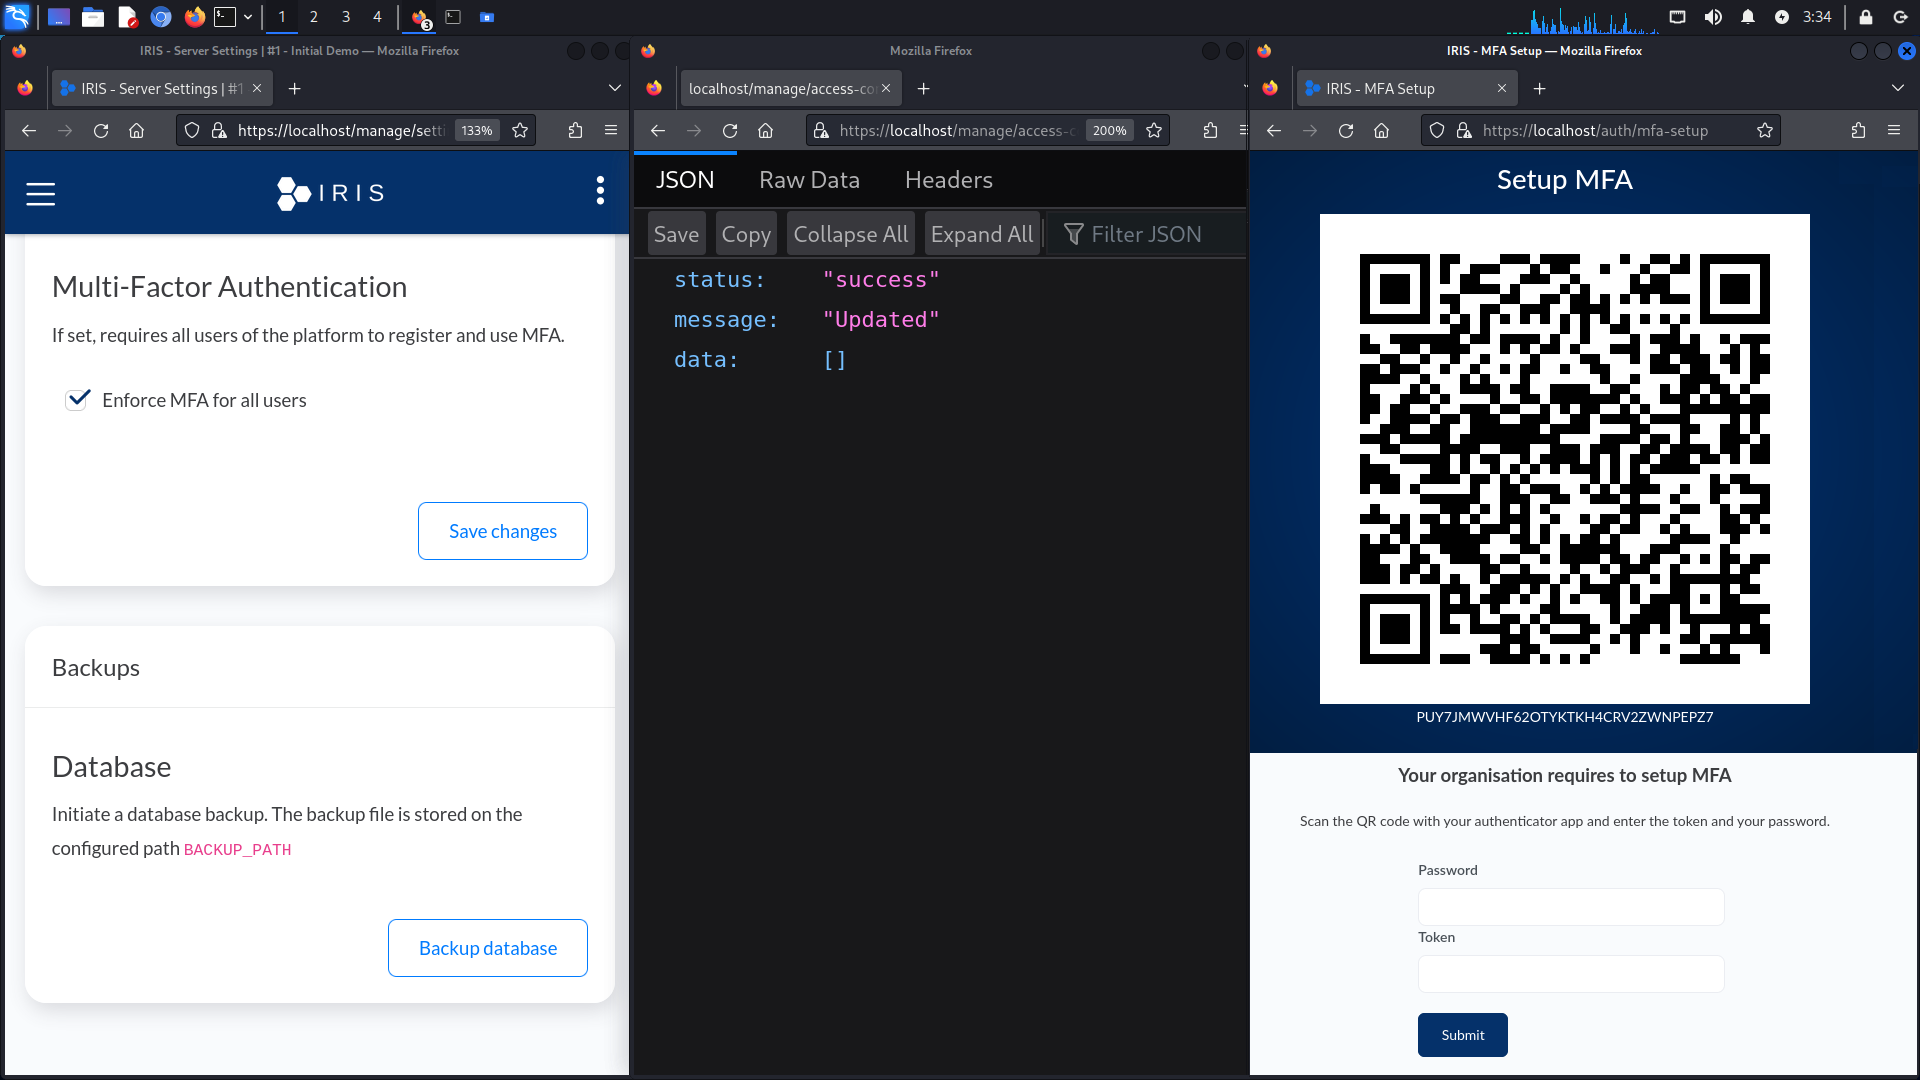 1 2 3 4
3
3:34
IRIS - Server Settings | #1 - Initial Demo — Mozilla Firefox
IRIS - Server Settings | #1
https://localhost/manage/setti
133%
IRIS
Multi-Factor Authentication
If set, requires all users of the platform to register and use MFA.
Enforce MFA for all users
Save changes
Backups
Database
Initiate a database backup. The backup file is stored on the
configured path BACKUP_PATH
Backup database
Mozilla Firefox
localhost/manage/access-co
https://localhost/manage/access-c
200%
JSON Raw Data Headers
Save Copy Collapse All Expand All Filter JSON
status: "success"
message: "Updated"
data: []
IRIS - MFA Setup — Mozilla Firefox
IRIS - MFA Setup
https://localhost/auth/mfa-setup
Setup MFA
PUY7JMWVHF62OTYKTKH4CRV2ZWNPEPZ7
Your organisation requires to setup MFA
Scan the QR code with your authenticator app and enter the token and your password.
Password
Token
Submit